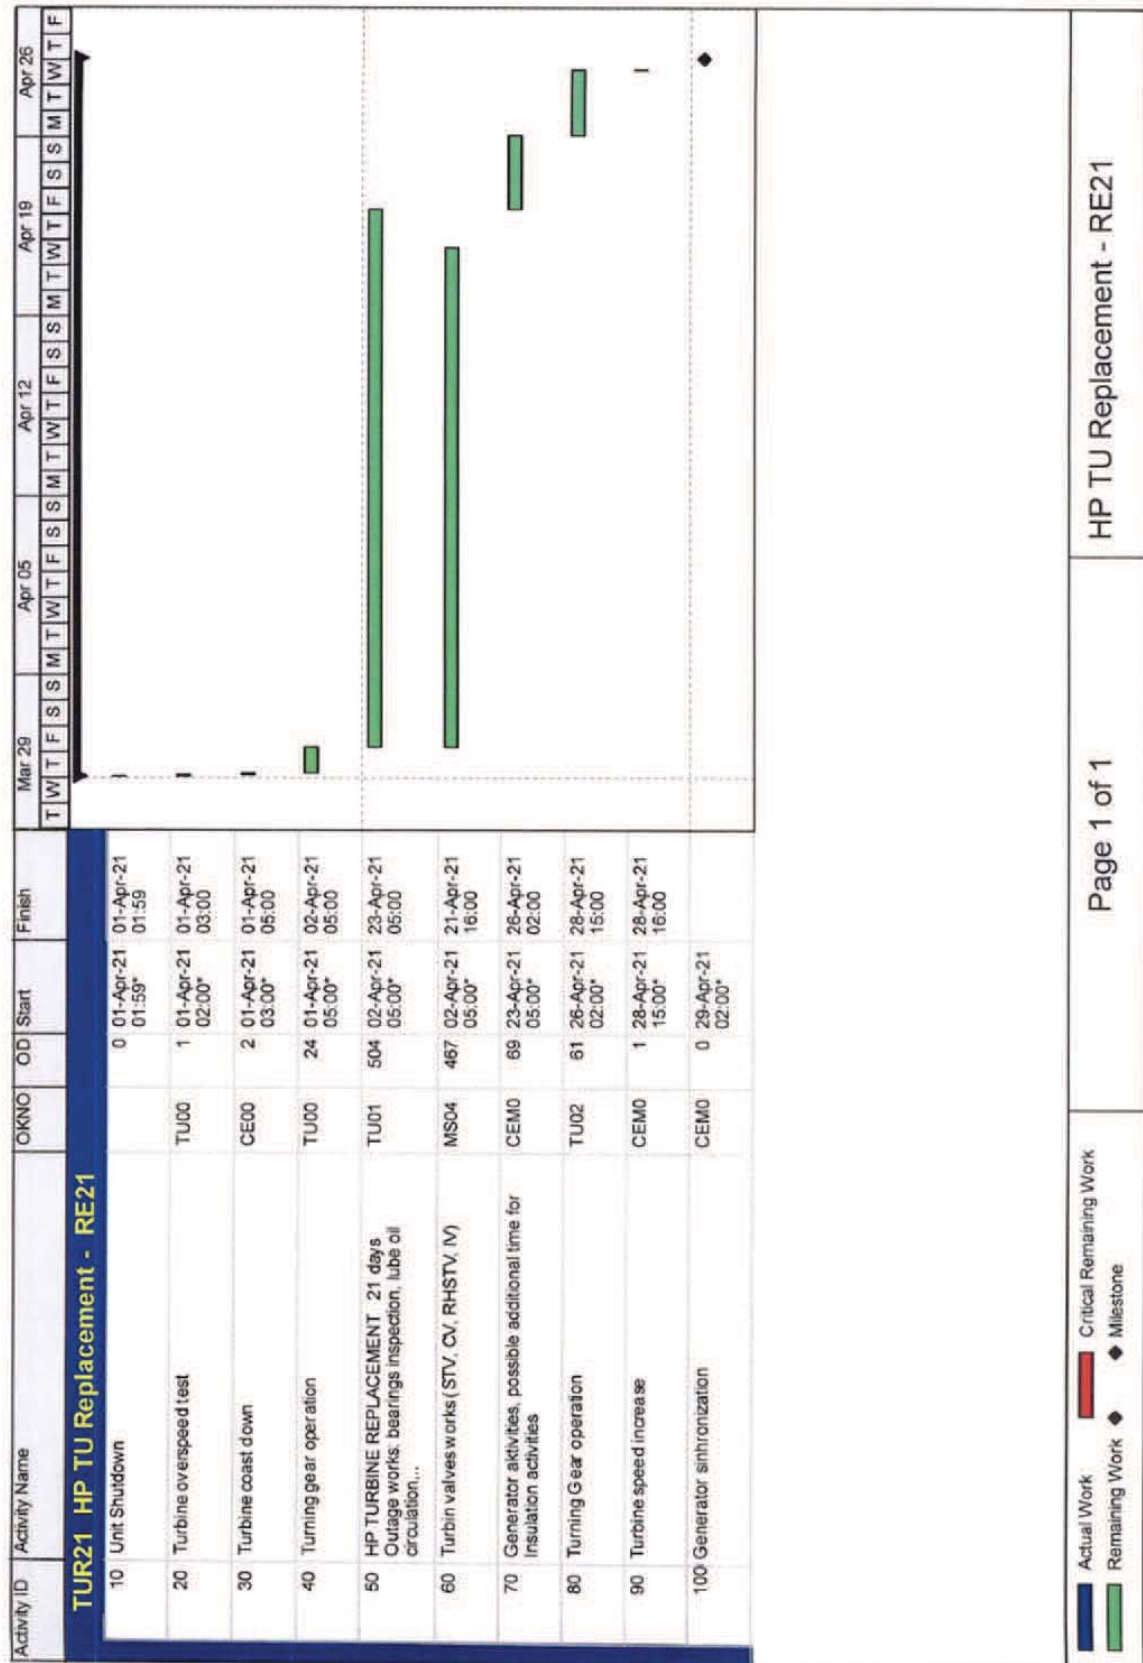 Activity ID Activity Name OKNO OD Start Finish Mar 29 Apr 05 Apr 12 Apr 19 Apr 26
T W T F S S M T W T F S S M T W T F S S M T W T F S S M T W T F
TUR21 HP TU Replacement - RE21
10 Unit Shutdown 0 01-Apr-21 01-Apr-21
01:59* 01:59
20 Turbine overspeed test TU00 1 01-Apr-21 01-Apr-21
02:00* 03:00
30 Turbine coast down CE00 2 01-Apr-21 01-Apr-21
03:00* 05:00
40 Turning gear operation TU00 24 01-Apr-21 02-Apr-21
05:00* 05:00
50 HP TURBINE REPLACEMENT 21 days TU01 504 02-Apr-21 23-Apr-21
Outage works: bearings inspection, lube oil 05:00* 05:00
circulation,..
60 Turbin valves works ( STV, CV, RHSTV, IV) MS04 467 02-Apr-21 21-Apr-21
05:00* 16:00
70 Generator aktivities, possible additional time for CEM0 69 23-Apr-21 26-Apr-21
Insulation activities 05:00* 02:00
80 Turning Gear operation TU02 61 26-Apr-21 28-Apr-21
02:00* 15:00
90 Turbine speed increase CEM0 1 28-Apr-21 28-Apr-21
15:00* 16:00
100 Generator sinhronization CEM0 0 29-Apr-21
02:00*
Actual Work Critical Remaining Work
Remaining Work Milestone
Page 1 of 1
HP TU Replacement - RE21